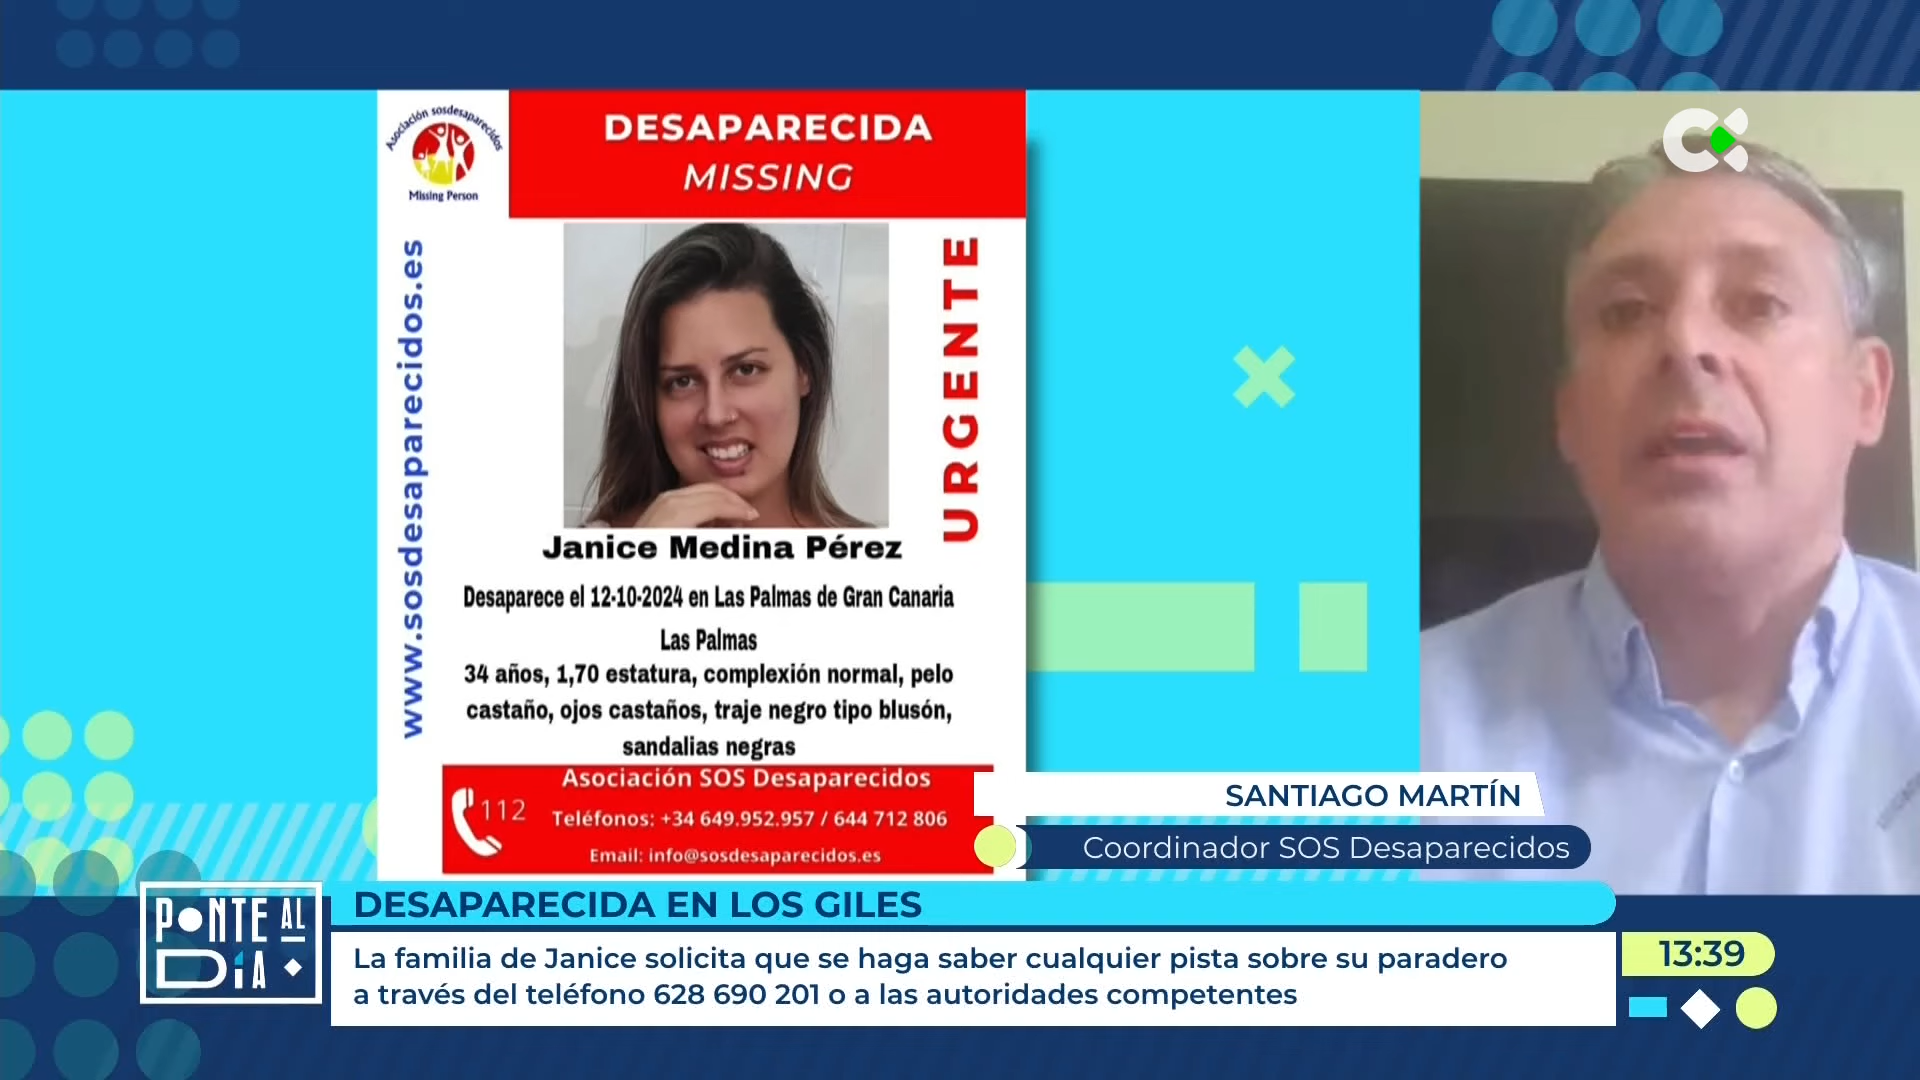 Asociación sosdesaparecidos
Missing Person
DESAPARECIDA
MISSING
www.sosdesaparecidos.es
URGENTE
Janice Medina Pérez
Desaparece el 12-10-2024 en Las Palmas de Gran Canaria
Las Palmas
34 años, 1,70 estatura, complexión normal, pelo
castaño, ojos castaños, traje negro tipo blusón,
sandalias negras
Asociación SOS Desaparecidos
112
Teléfonos: +34 649.952.957 / 644 712 806
Email: info@sosdesaparecidos.es
SANTIAGO MARTÍN
Coordinador SOS Desaparecidos
PONTE AL
DÍA
DESAPARECIDA EN LOS GILES
La familia de Janice solicita que se haga saber cualquier pista sobre su paradero
a través del teléfono 628 690 201 o a las autoridades competentes
13:39